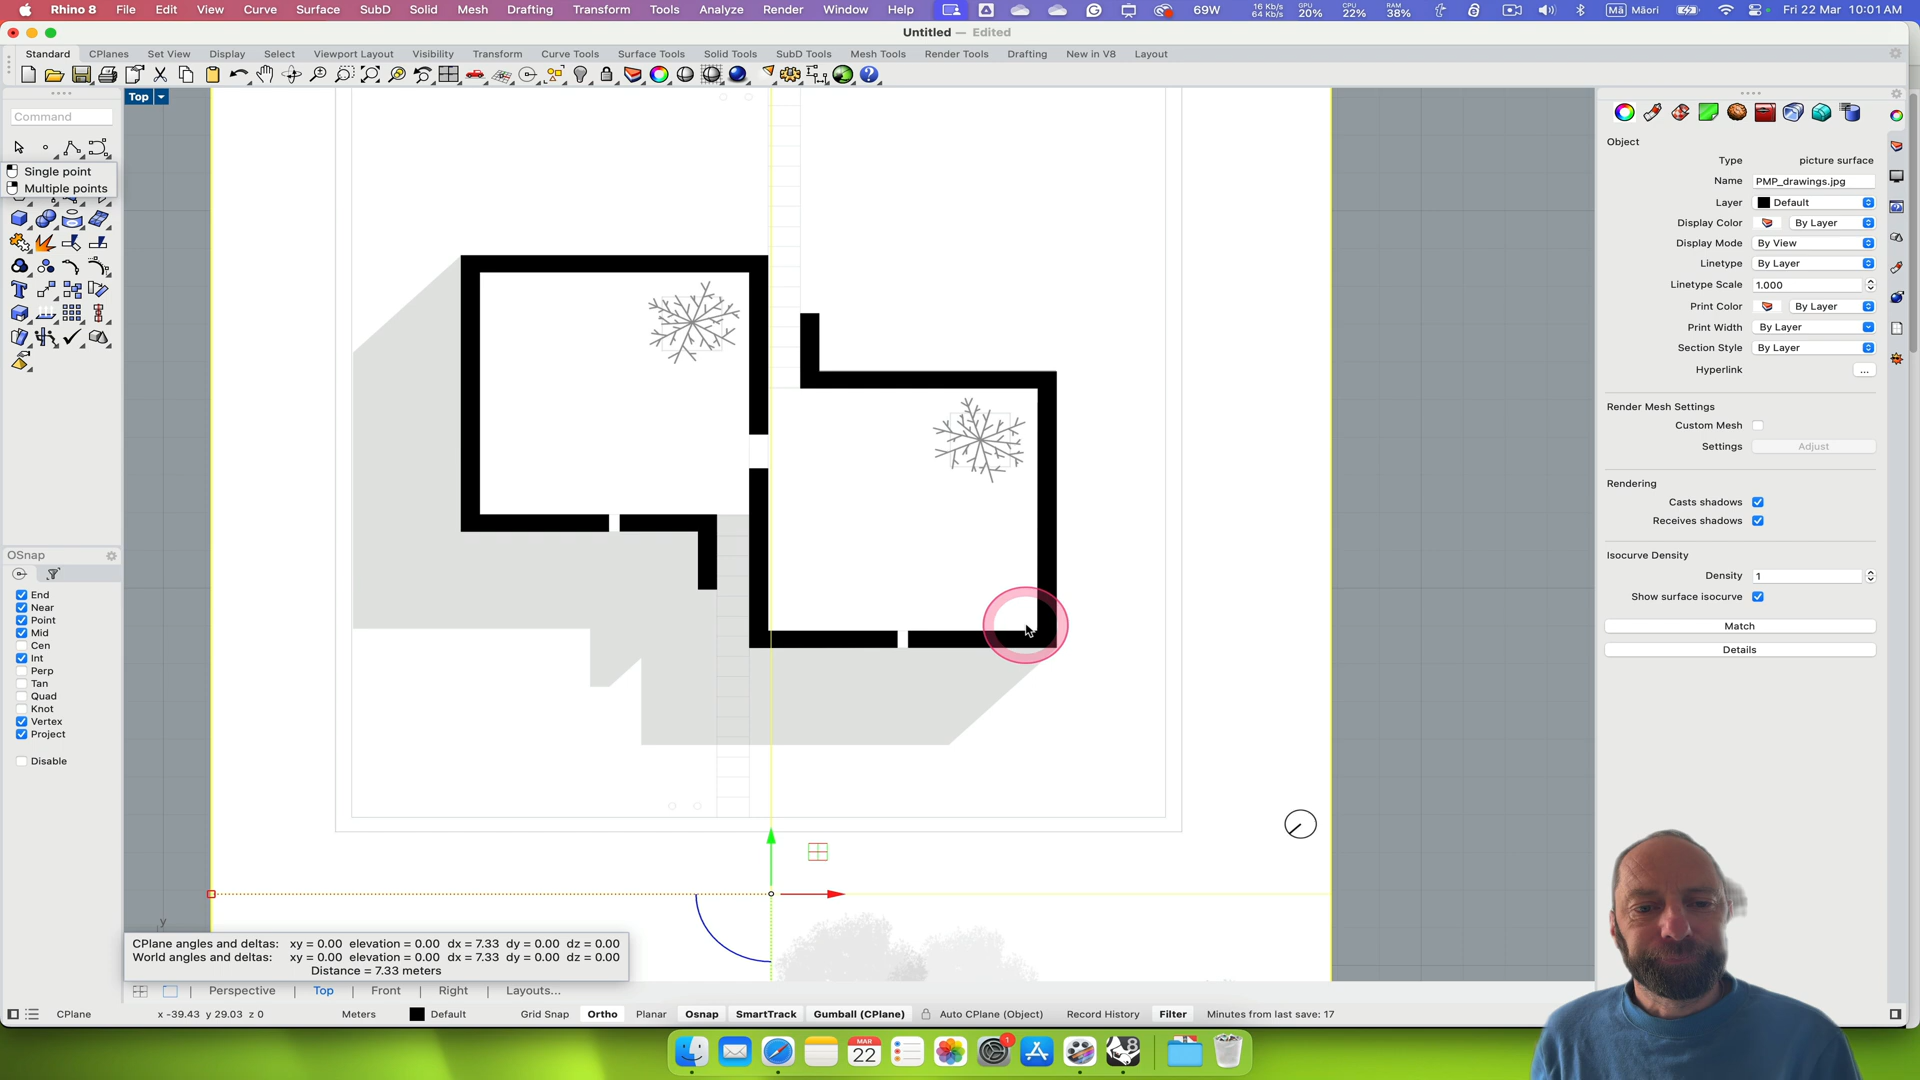 Rhino 8 File Edit View Curve Surface SubD Solid Mesh Drafting Transform Tools Analyze Render Window Help
69W 16 Kb/s 64 Kb/s GPU 20% CPU 22% RAM 38% Mā Māori Fri 22 Mar 10:01 AM
Untitled — Edited
Standard CPlanes Set View Display Select Viewport Layout Visibility Transform Curve Tools Surface Tools Solid Tools SubD Tools Mesh Tools Render Tools Drafting New in V8 Layout
Top
Command
Single point
Multiple points
OSnap
End
Near
Point
Mid
Cen
Int
Perp
Tan
Quad
Knot
Vertex
Project
Disable
Object
Type picture surface
Name PMP_drawings.jpg
Layer Default
Display Color By Layer
Display Mode By View
Linetype By Layer
Linetype Scale 1.000
Print Color By Layer
Print Width By Layer
Section Style By Layer
Hyperlink ...
Render Mesh Settings
Custom Mesh
Settings Adjust
Rendering
Casts shadows
Receives shadows
Isocurve Density
Density 1
Show surface isocurve
Match
Details
y
CPlane angles and deltas: xy = 0.00 elevation = 0.00 dx = 7.33 dy = 0.00 dz = 0.00
World angles and deltas: xy = 0.00 elevation = 0.00 dx = 7.33 dy = 0.00 dz = 0.00
Distance = 7.33 meters
Perspective Top Front Right Layouts...
CPlane x -39.43 y 29.03 z 0 Meters Default Grid Snap Ortho Planar Osnap SmartTrack Gumball (CPlane) Auto CPlane (Object) Record History Filter Minutes from last save: 17
MAR
22
1
8